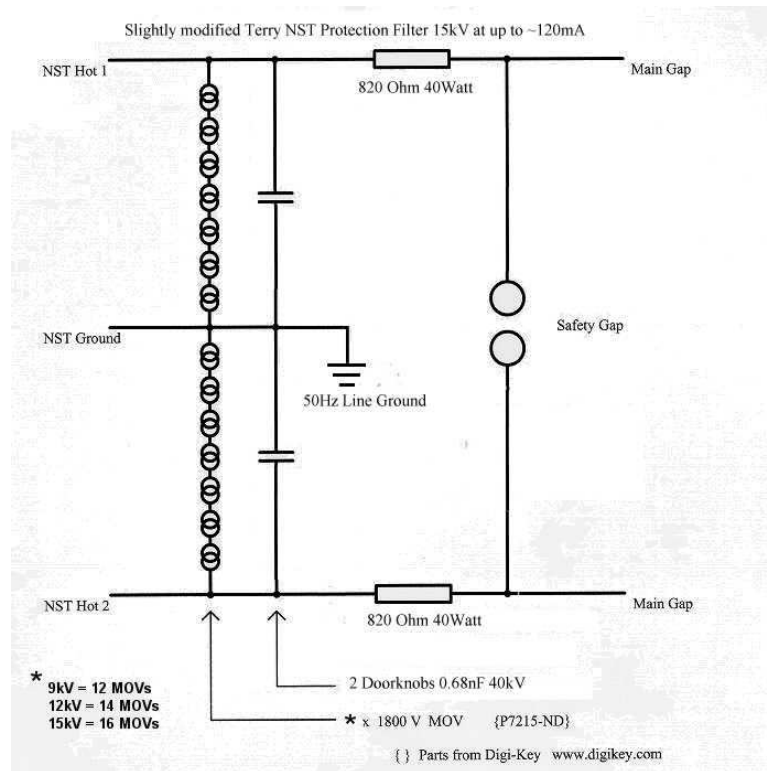 Slightly modified Terry NST Protection Filter 15kV at up to ~120mA
NST Hot 1
Main Gap
820 Ohm 40Watt
Safety Gap
NST Ground
50Hz Line Ground
NST Hot 2
Main Gap
820 Ohm 40Watt
* 9kV = 12 MOVs
12kV = 14 MOVs
15kV = 16 MOVs
2 Doorknobs 0.68nF 40kV
* x 1800 V MOV {P7215-ND}
{ } Parts from Digi-Key www.digikey.com